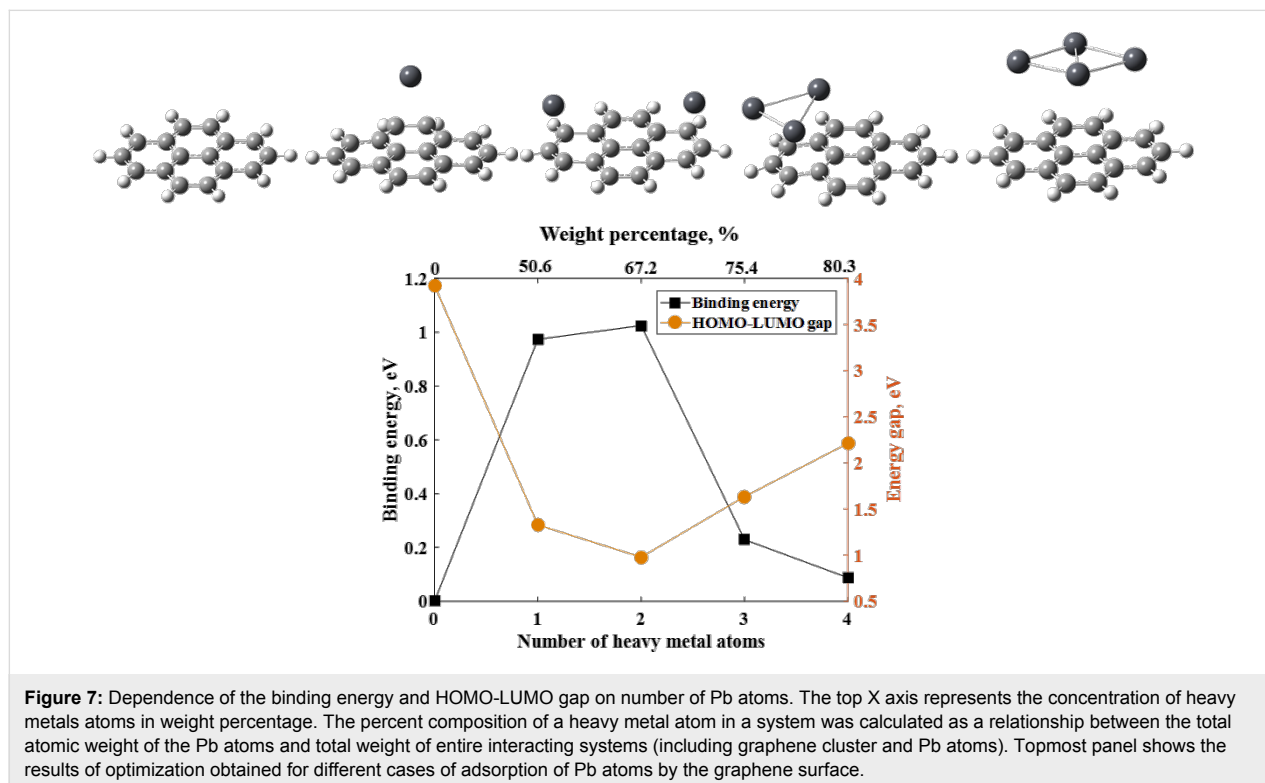 Weight percentage, %
0 50.6 67.2 75.4 80.3
1.2 4
Binding energy
HOMO-LUMO gap
3.5
1
3
0.8
Binding energy, eV
2.5
Energy gap, eV
0.6
2
0.4
1.5
0.2
1
0 0.5
0 1 2 3 4
Number of heavy metal atoms
Figure 7: Dependence of the binding energy and HOMO-LUMO gap on number of Pb atoms. The top X axis represents the concentration of heavy
metals atoms in weight percentage. The percent composition of a heavy metal atom in a system was calculated as a relationship between the total
atomic weight of the Pb atoms and total weight of entire interacting systems (including graphene cluster and Pb atoms). Topmost panel shows the
results of optimization obtained for different cases of adsorption of Pb atoms by the graphene surface.